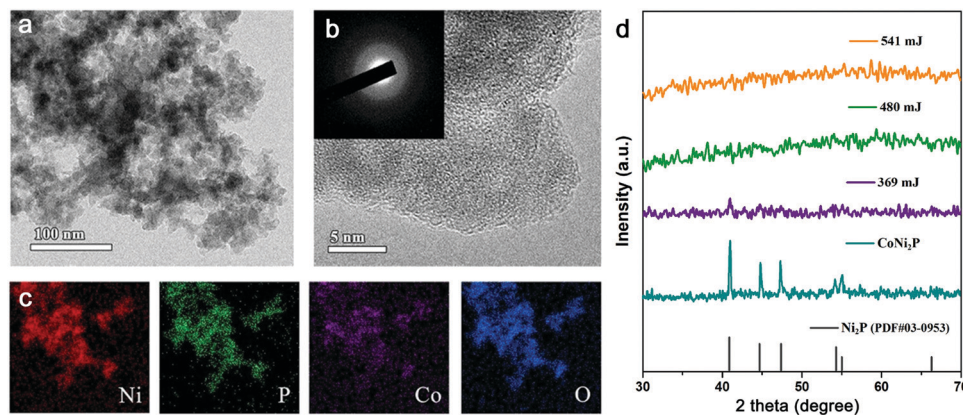 a
100 nm
b
5 nm
c
Ni
P
Co
O
d
541 mJ
480 mJ
369 mJ
CoNi₂P
Ni₂P (PDF#03-0953)
Inensity (a.u.)
30 40 50 60 70
2 theta (degree)